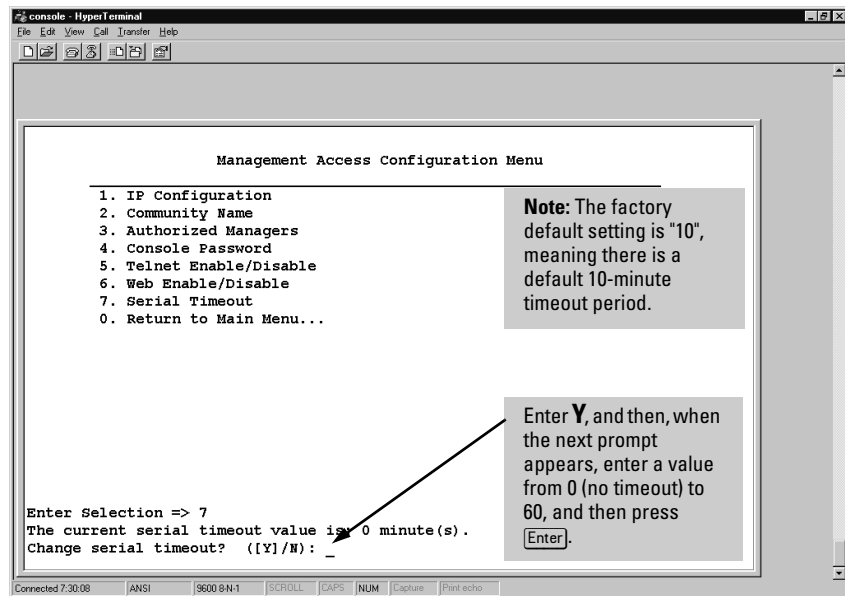 console - HyperTerminal
File Edit View Call Transfer Help
Management Access Configuration Menu
1. IP Configuration
2. Community Name
3. Authorized Managers
4. Console Password
5. Telnet Enable/Disable
6. Web Enable/Disable
7. Serial Timeout
0. Return to Main Menu...
Note: The factory
default setting is "10",
meaning there is a
default 10-minute
timeout period.
Enter Y, and then, when
the next prompt
appears, enter a value
from 0 (no timeout) to
60, and then press
Enter.
Enter Selection => 7
The current serial timeout value is: 0 minute(s).
Change serial timeout? ([Y]/N): _
Connected 7:30:08 ANSI 9600 8-N-1 SCROLL CAPS NUM Capture Print echo